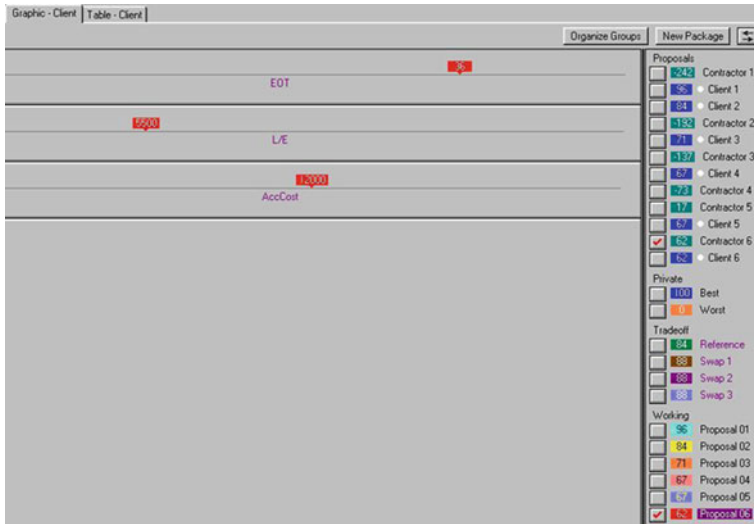 Graphic - Client Table - Client
Organize Groups New Package
36
EOT
5500
L/E
12000
AccCost
Proposals
-242 Contractor 1
96 Client 1
84 Client 2
-192 Contractor 2
71 Client 3
-137 Contractor 3
67 Client 4
-73 Contractor 4
17 Contractor 5
67 Client 5
62 Contractor 6
62 Client 6
Private
100 Best
0 Worst
Tradeoff
84 Reference
88 Swap 1
88 Swap 2
88 Swap 3
Working
96 Proposal 01
84 Proposal 02
71 Proposal 03
67 Proposal 04
67 Proposal 05
62 Proposal 06